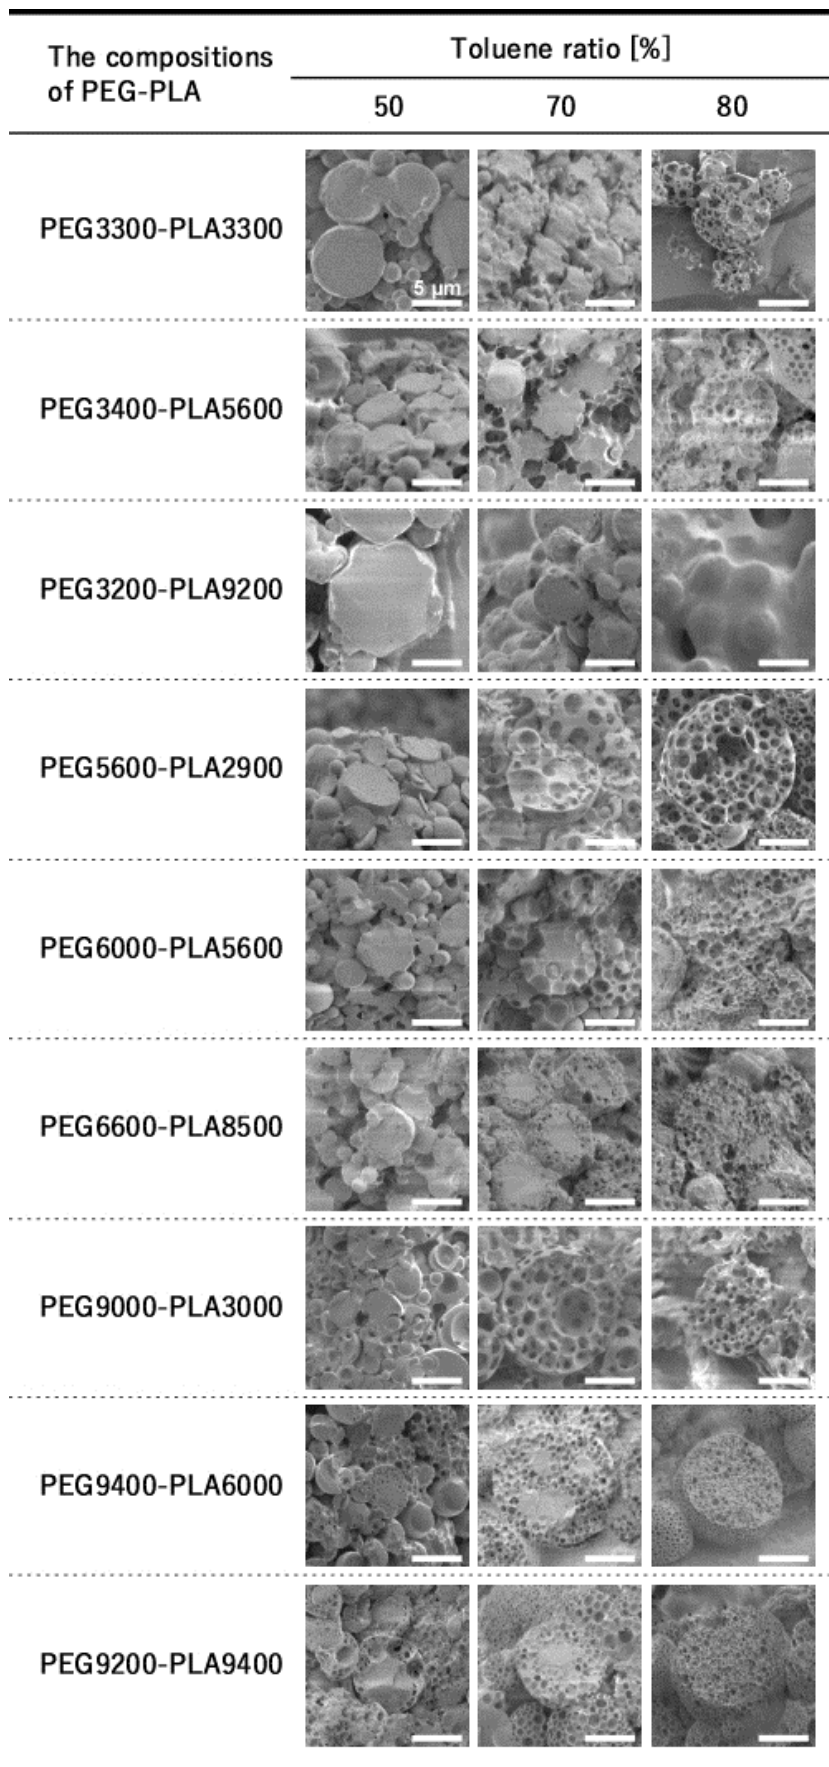 The compositions
of PEG-PLA
Toluene ratio [%]
50 70 80
PEG3300-PLA3300
5 μm
PEG3400-PLA5600
PEG3200-PLA9200
PEG5600-PLA2900
PEG6000-PLA5600
PEG6600-PLA8500
PEG9000-PLA3000
PEG9400-PLA6000
PEG9200-PLA9400